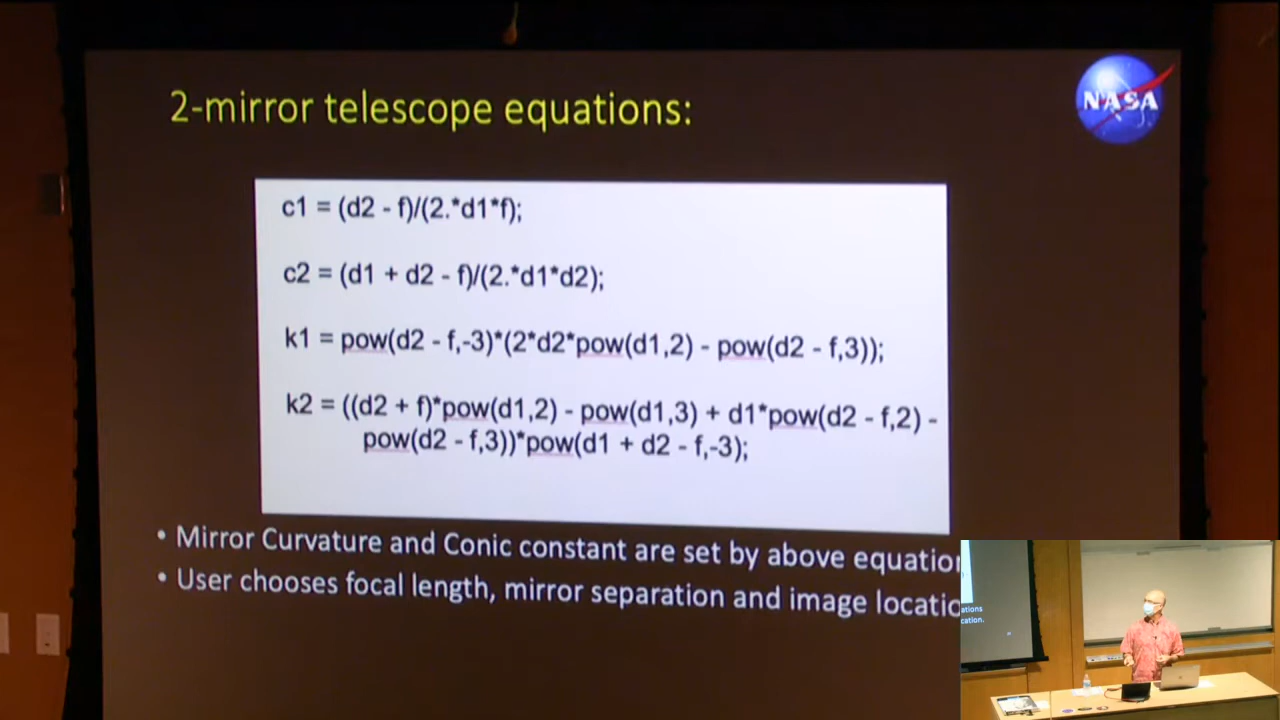 2-mirror telescope equations:
NASA
c1 = (d2 - f)/(2.*d1*f);
c2 = (d1 + d2 - f)/(2.*d1*d2);
k1 = pow(d2 - f,-3)*(2*d2*pow(d1,2) - pow(d2 - f,3));
k2 = ((d2 + f)*pow(d1,2) - pow(d1,3) + d1*pow(d2 - f,2) -
pow(d2 - f,3))*pow(d1 + d2 - f,-3);
• Mirror Curvature and Conic constant are set by above equatio
• User chooses focal length, mirror separation and image locatio
ations
cation.